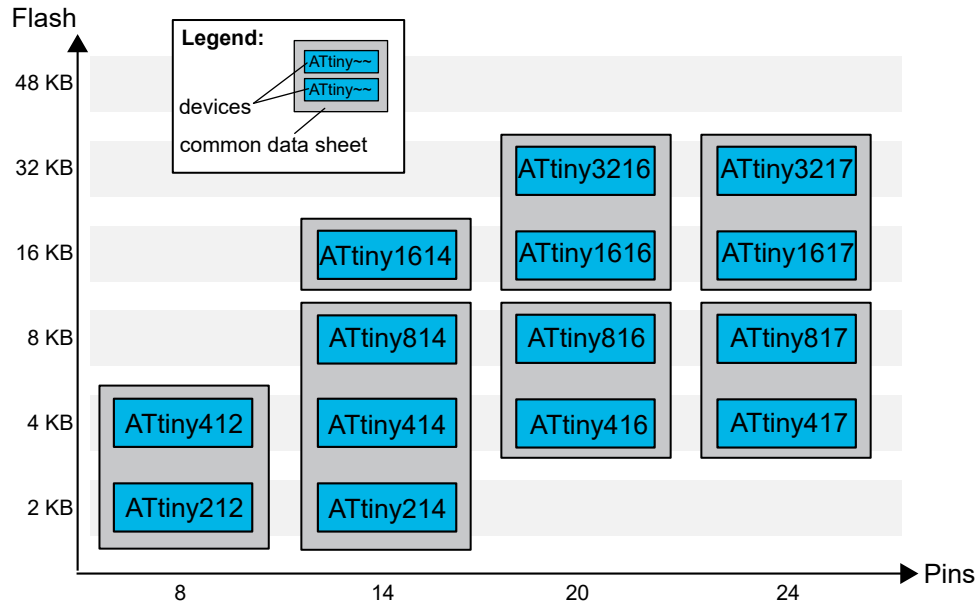 Flash
Legend:
ATtiny~~
ATtiny~~
devices
common data sheet
48 KB
32 KB
ATtiny3216
ATtiny3217
16 KB
ATtiny1614
ATtiny1616
ATtiny1617
8 KB
ATtiny814
ATtiny816
ATtiny817
4 KB
ATtiny412
ATtiny414
ATtiny416
ATtiny417
2 KB
ATtiny212
ATtiny214
8
14
20
24
Pins